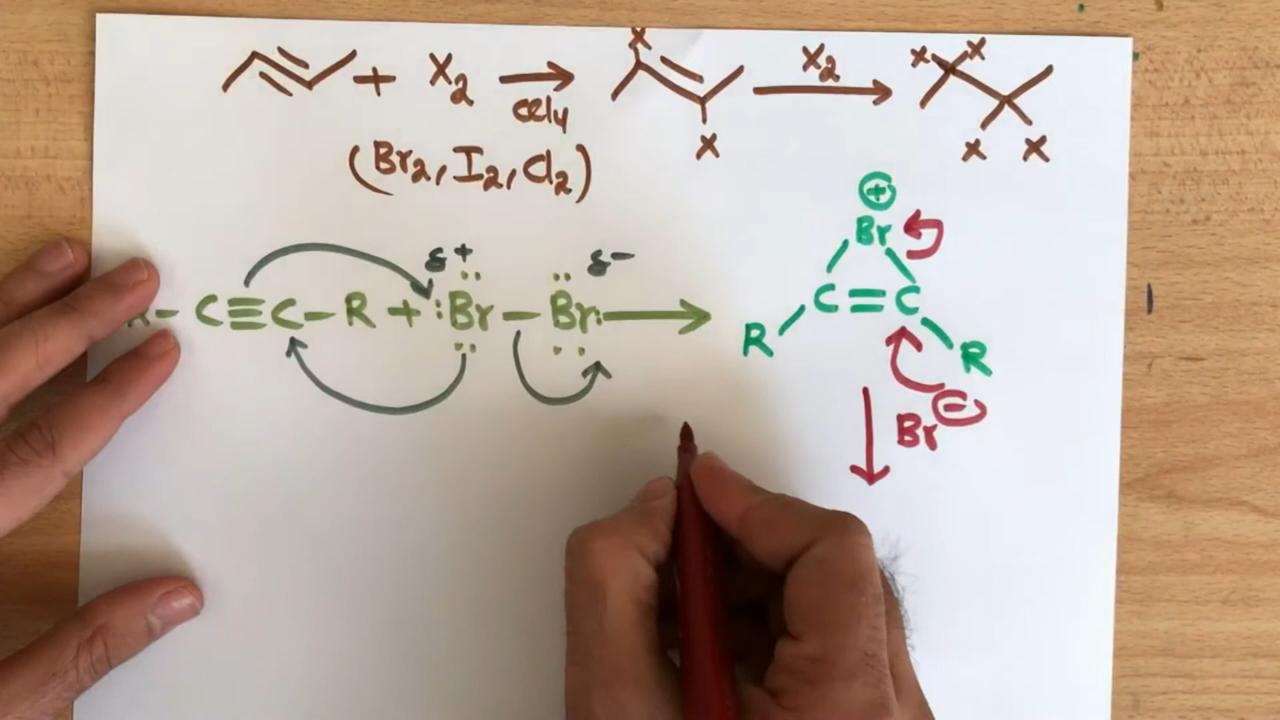 + X₂ → CCl₄ X X X₂ → X X X X
(Br₂, I₂, Cl₂)
R-C≡C-R + :Br-Br: → δ+ δ-
⊕
Br
C=C
R R
Br⊖